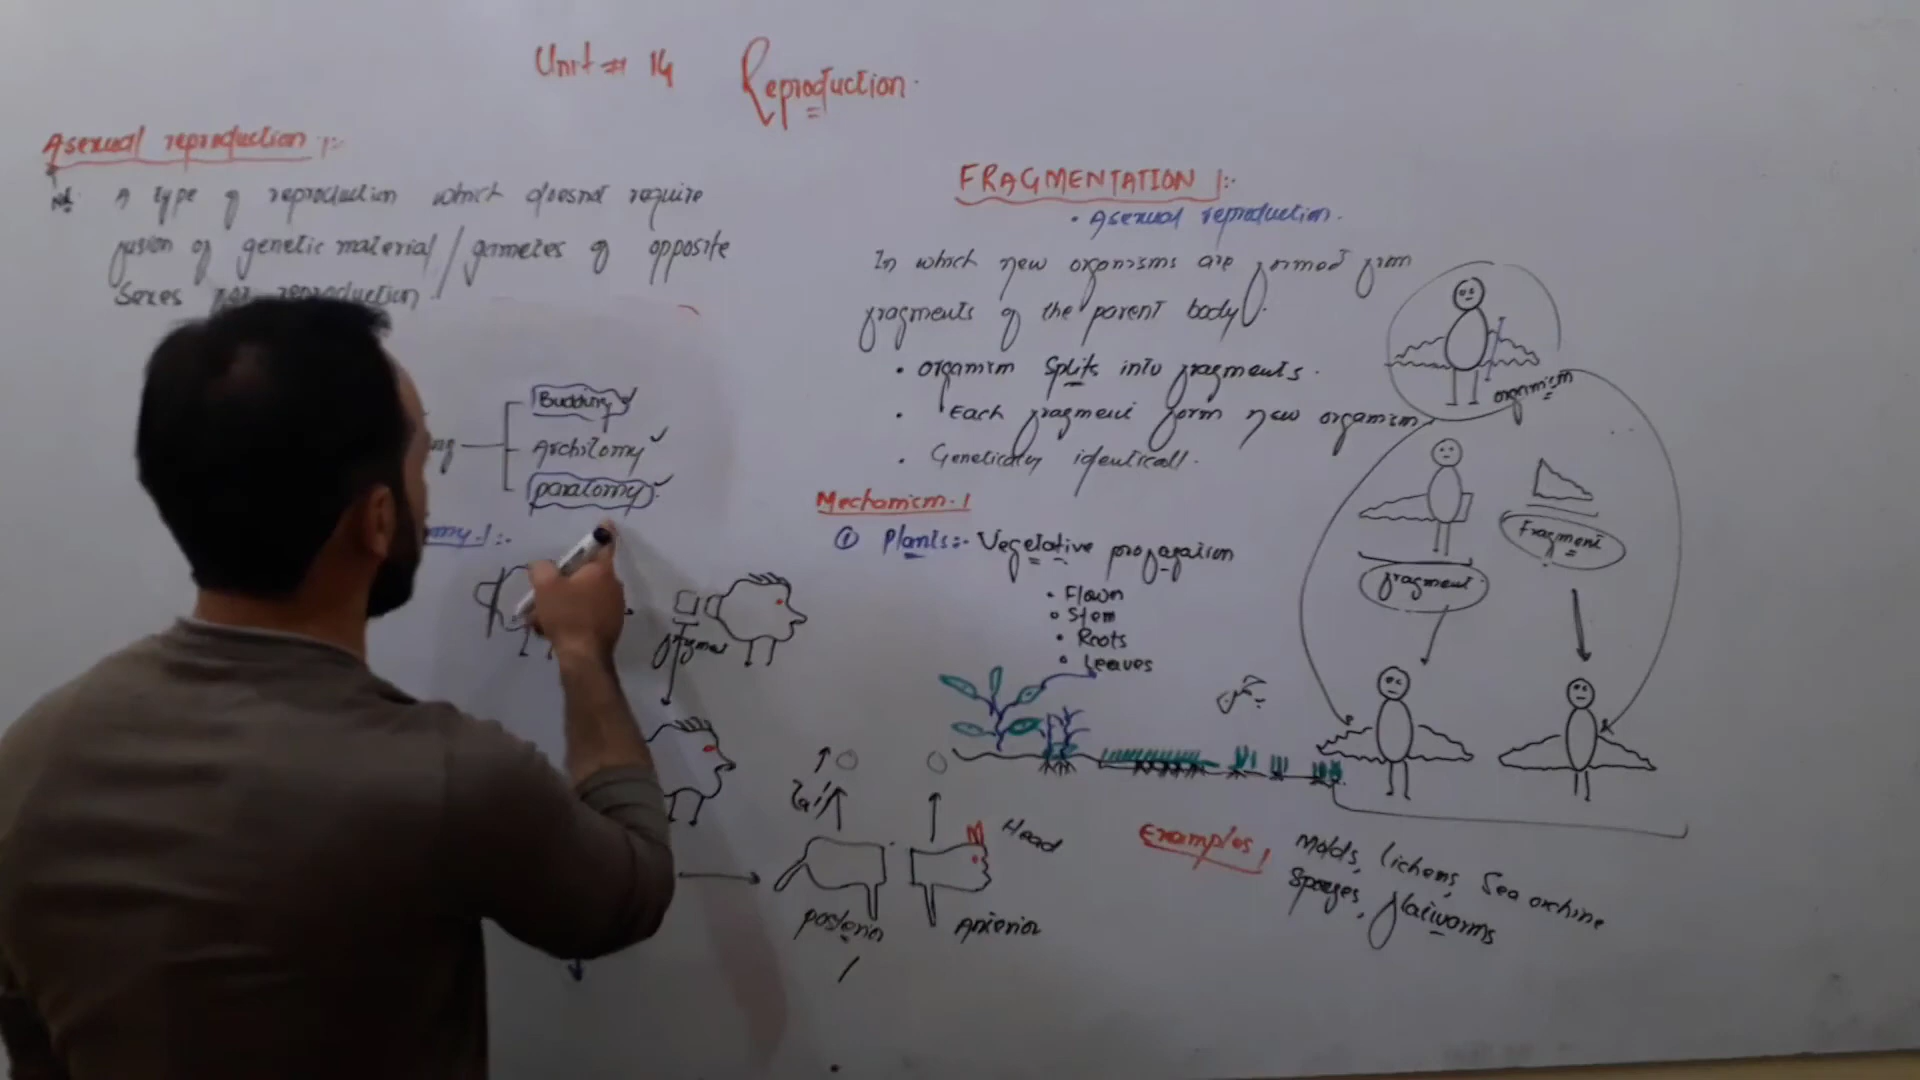 Unit # 14 Reproduction.
Asexual reproduction :-
A type of reproduction which doesnot require
fusion of genetic material / gametes of opposite
Sexes for reproduction.
Budding
Architomy
paratomy
FRAGMENTATION :-
• Asexual reproduction.
In which new organisms are formed from
fragments of the parent body.
• organism splits into fragments.
• Each fragment form new organism
• Genetically identicall.
Mechanism
① Plants:- Vegetative propagation
• Flown
• Stem
• Roots
• Leaves
organism
fragment
Fragment
Tail
Head
Posterior
Anterior
Examples
Molds, Lichens, Sea orchine
Sponges, flatworms